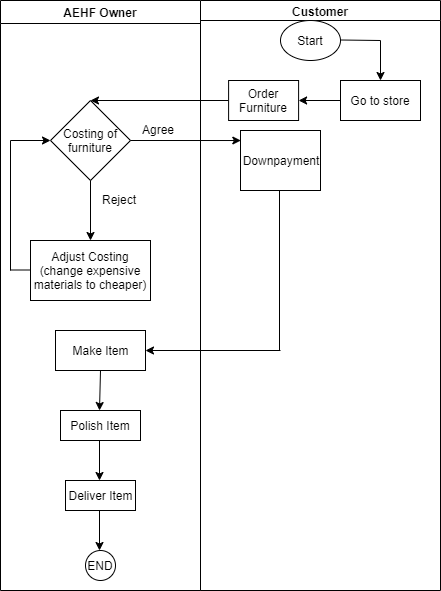 AEHF Owner
Customer
Start
Go to store
Order
Furniture
Costing of
furniture
Agree
Downpayment
Reject
Adjust Costing
(change expensive
materials to cheaper)
Make Item
Polish Item
Deliver Item
END